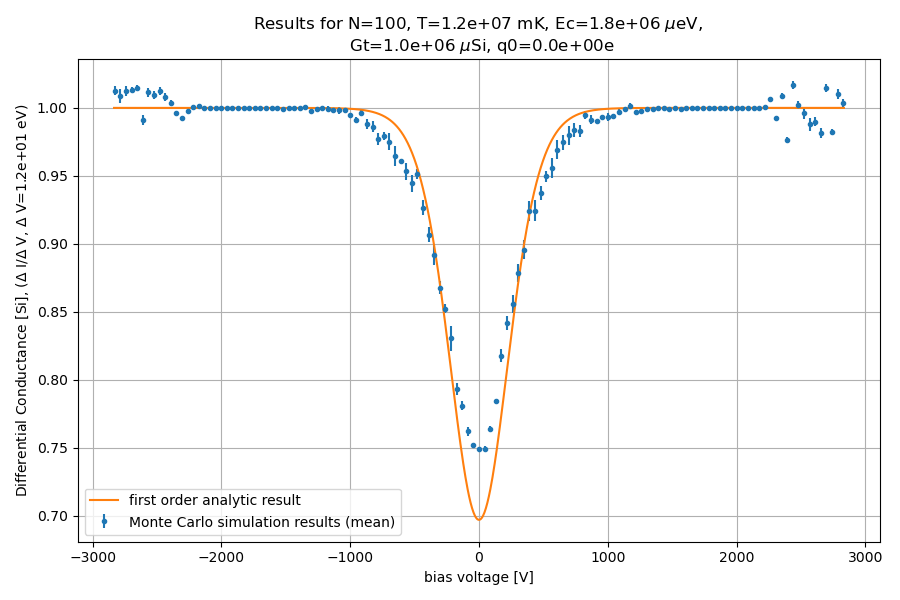 Results for N=100, T=1.2e+07 mK, Ec=1.8e+06 μeV,
Gt=1.0e+06 μSi, q0=0.0e+00e
Differential Conductance [Si], (Δ I/Δ V, Δ V=1.2e+01 eV)
1.00
0.95
0.90
0.85
0.80
0.75
0.70
first order analytic result
Monte Carlo simulation results (mean)
−3000 −2000 −1000 0 1000 2000 3000
bias voltage [V]